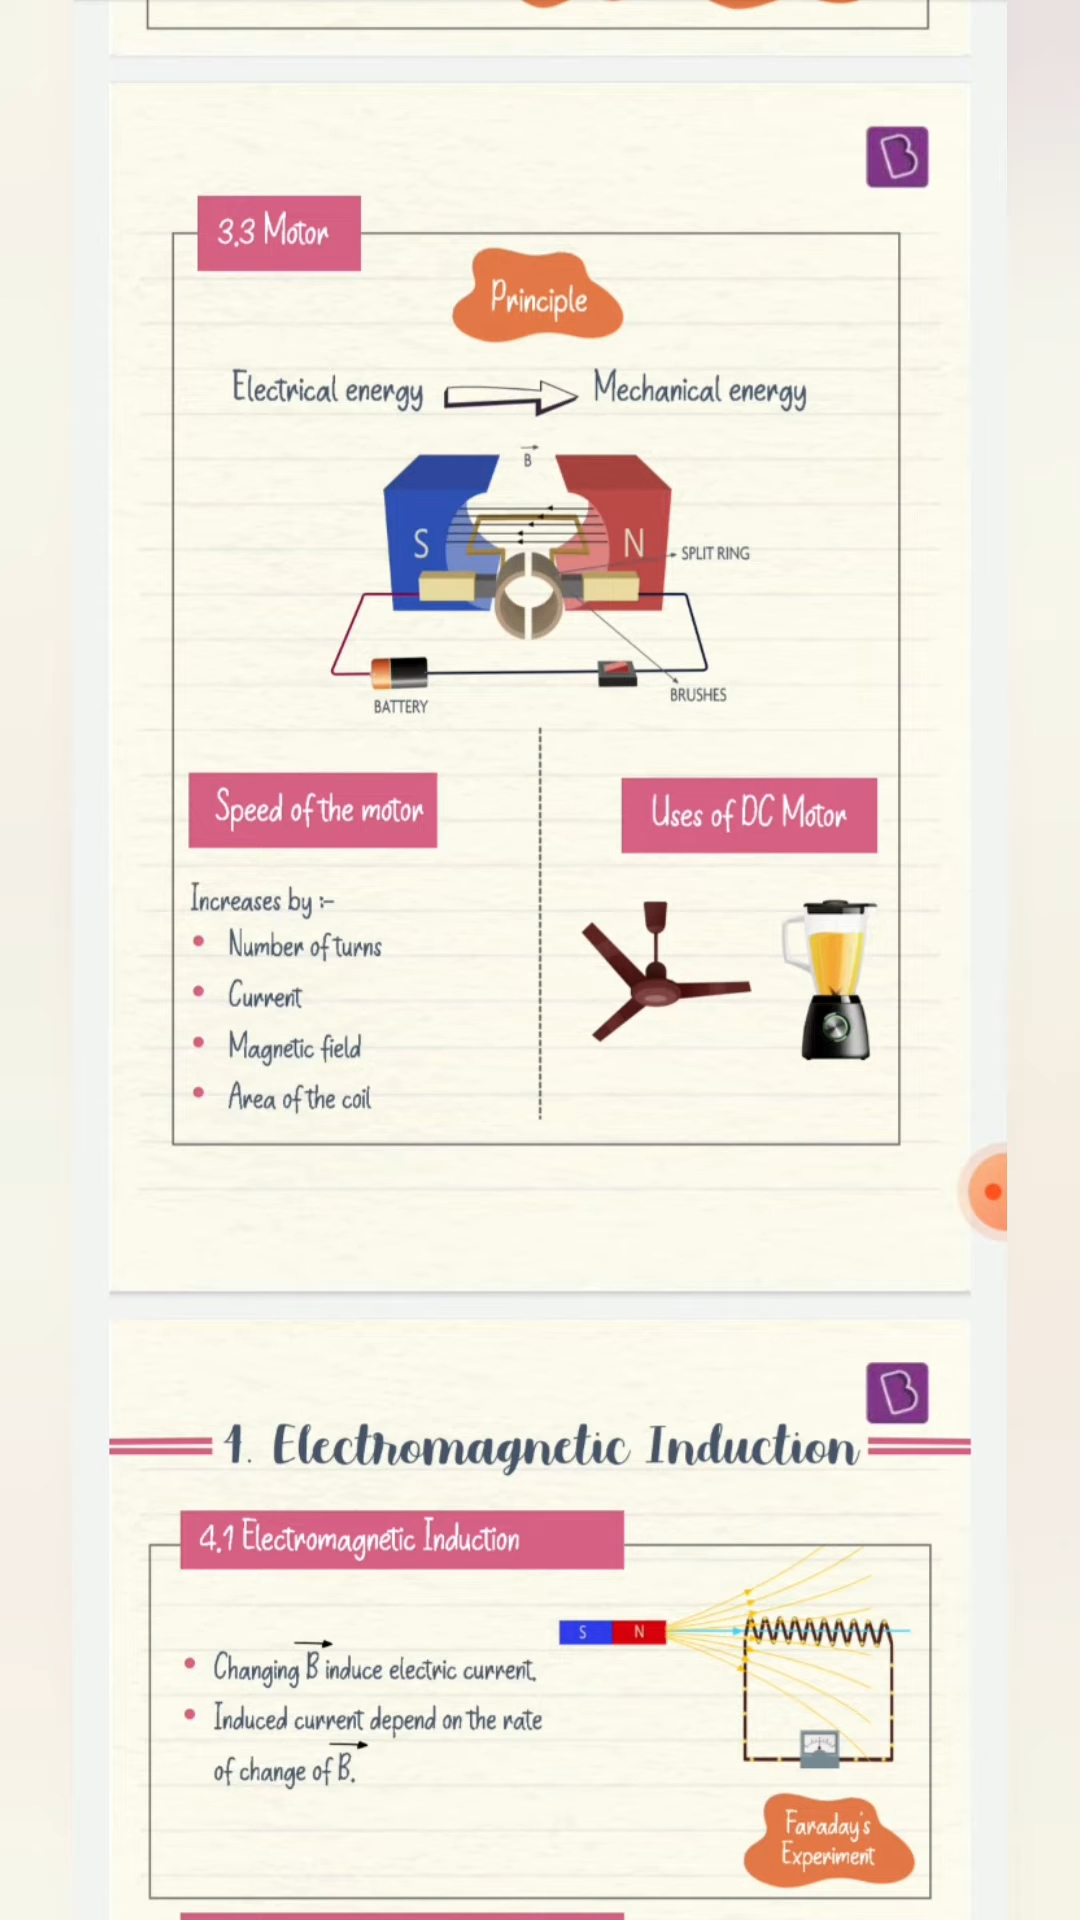 B
3.3 Motor
Principle
Electrical energy
Mechanical energy
B
S
N
SPLIT RING
BATTERY
BRUSHES
Speed of the motor
Uses of DC Motor
Increases by :-
• Number of turns
• Current
• Magnetic field
• Area of the coil
B
4. Electromagnetic Induction
4.1 Electromagnetic Induction
S N
• Changing B induce electric current.
• Induced current depend on the rate
of change of B.
Faraday's
Experiment